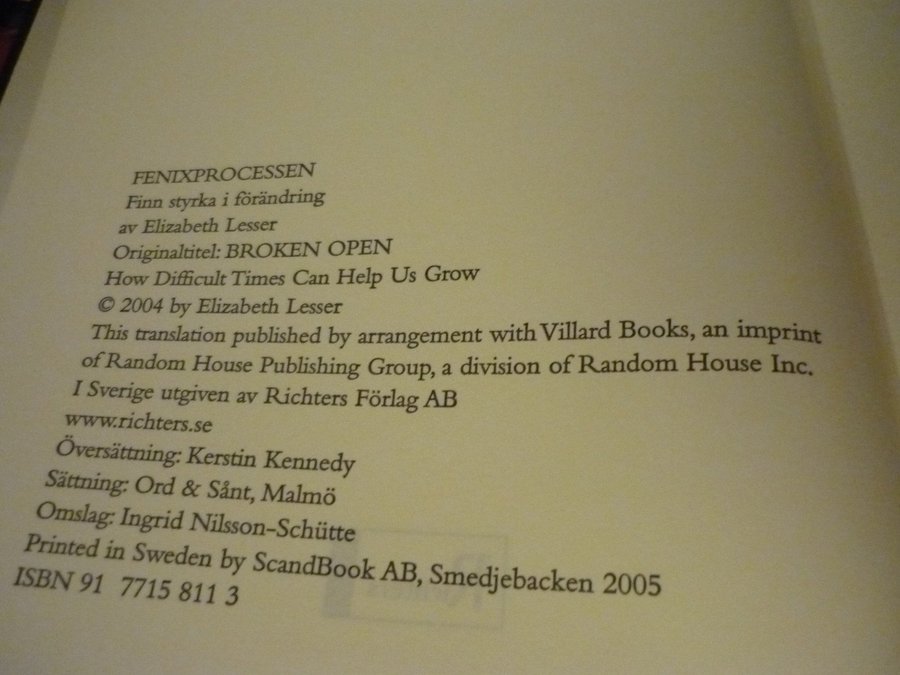 FENIXPROCESSEN
Finn styrka i förändring
av Elizabeth Lesser
Originaltitel: BROKEN OPEN
How Difficult Times Can Help Us Grow
© 2004 by Elizabeth Lesser
This translation published by arrangement with Villard Books, an imprint
of Random House Publishing Group, a division of Random House Inc.
I Sverige utgiven av Richters Förlag AB
www.richters.se
Översättning: Kerstin Kennedy
Sättning: Ord & Sånt, Malmö
Omslag: Ingrid Nilsson-Schütte
Printed in Sweden by ScandBook AB, Smedjebacken 2005
ISBN 91 7715 811 3